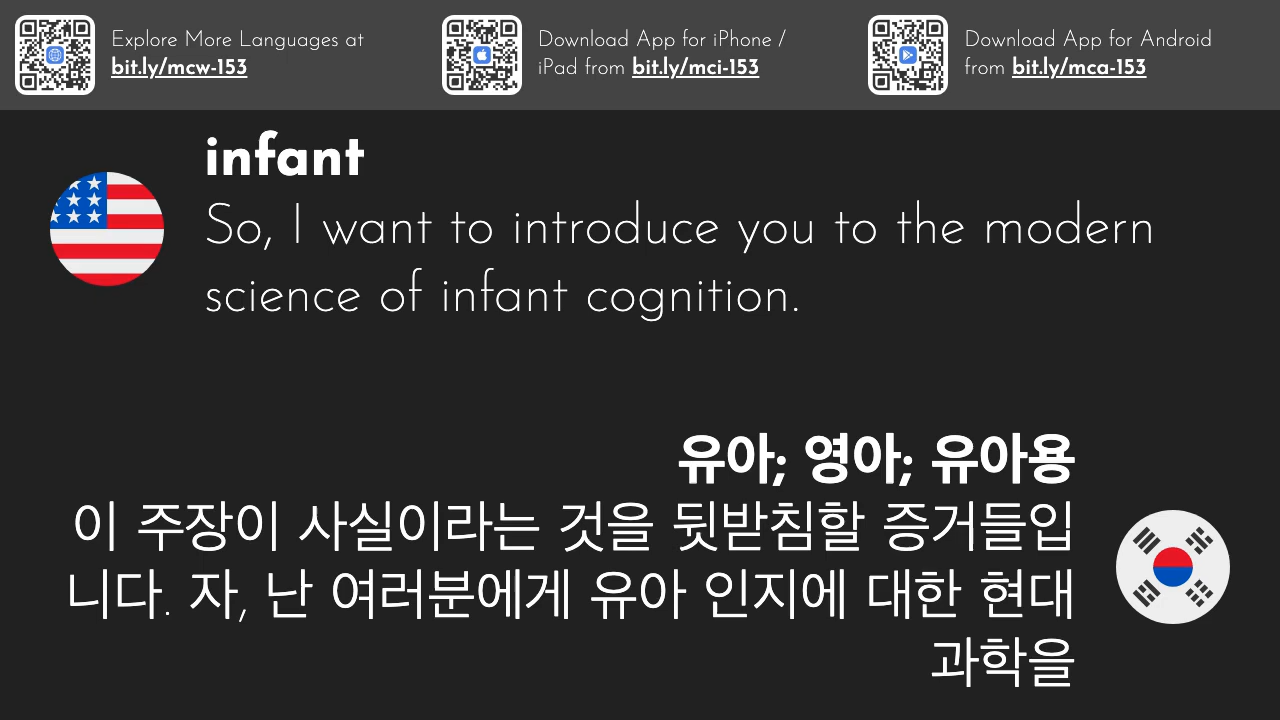 Explore More Languages at
bit.ly/mcw-153
Download App for iPhone /
iPad from bit.ly/mci-153
Download App for Android
from bit.ly/mca-153
infant
So, I want to introduce you to the modern
science of infant cognition.
유아; 영아; 유아용
이 주장이 사실이라는 것을 뒷받침할 증거들입
니다. 자, 난 여러분에게 유아 인지에 대한 현대
과학을